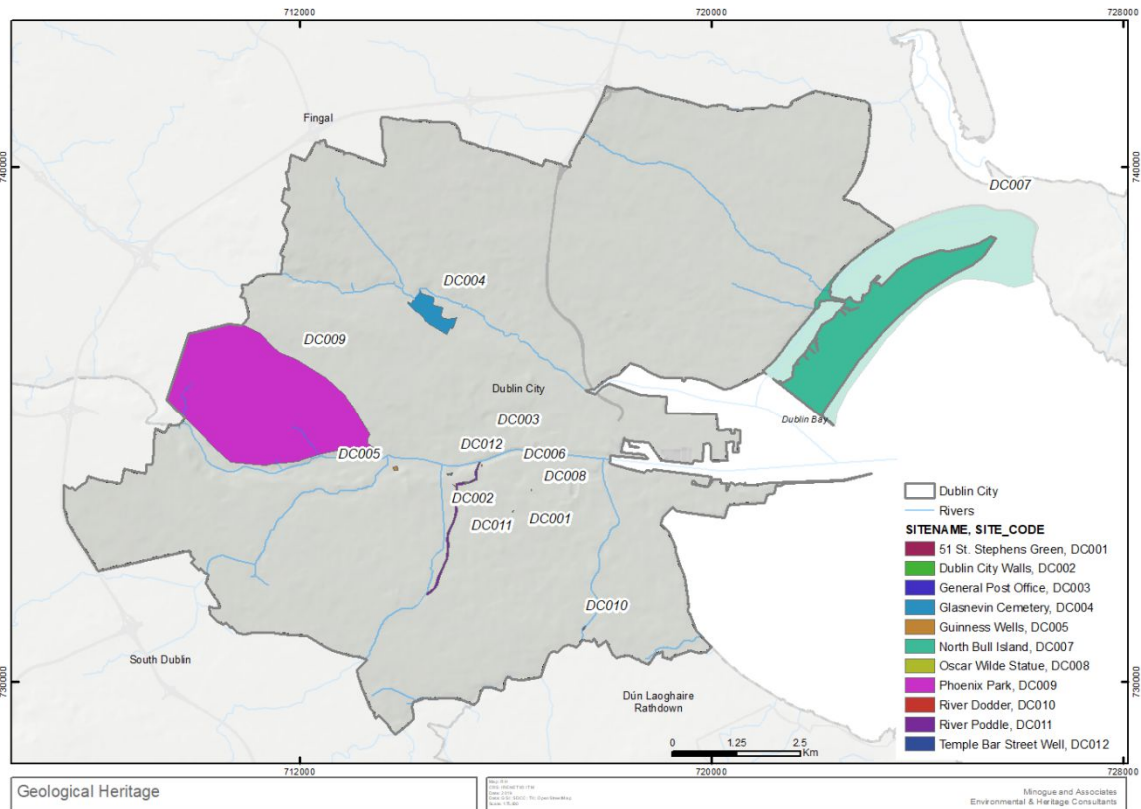 712000
720000
728000
Fingal
740000
740000
DC007
DC004
DC009
Dublin City
DC003
Dublin Bay
DC012
DC006
DC005
DC008
DC002
DC001
DC011
DC010
South Dublin
Dún Laoghaire
Rathdown
730000
730000
Dublin City
Rivers
SITENAME, SITE_CODE
51 St. Stephens Green, DC001
Dublin City Walls, DC002
General Post Office, DC003
Glasnevin Cemetery, DC004
Guinness Wells, DC005
North Bull Island, DC007
Oscar Wilde Statue, DC008
Phoenix Park, DC009
River Dodder, DC010
River Poddle, DC011
Temple Bar Street Well, DC012
0 1.25 2.5
Km
712000
720000
728000
Geological Heritage
Minogue and Associates
Environmental & Heritage Consultants